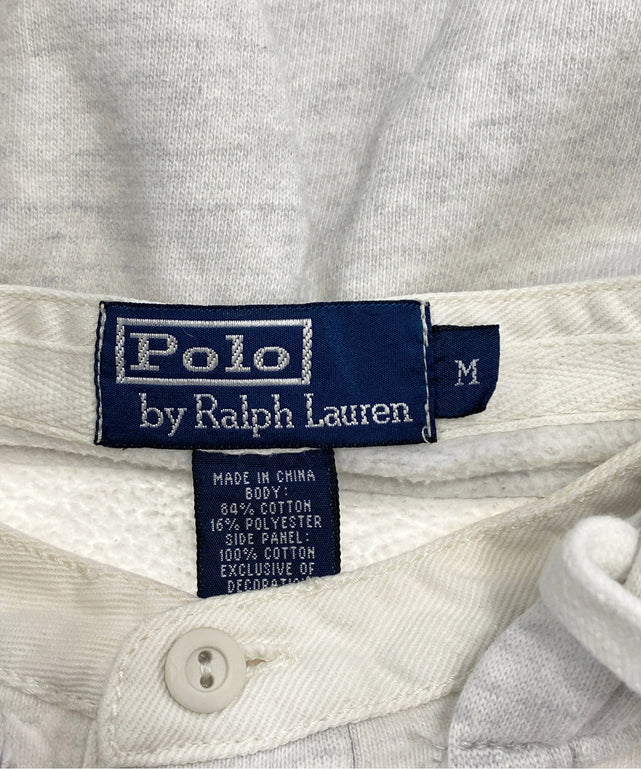 Polo
by Ralph Lauren
M
MADE IN CHINA
BODY:
84% COTTON
16% POLYESTER
SIDE PANEL:
100% COTTON
EXCLUSIVE OF